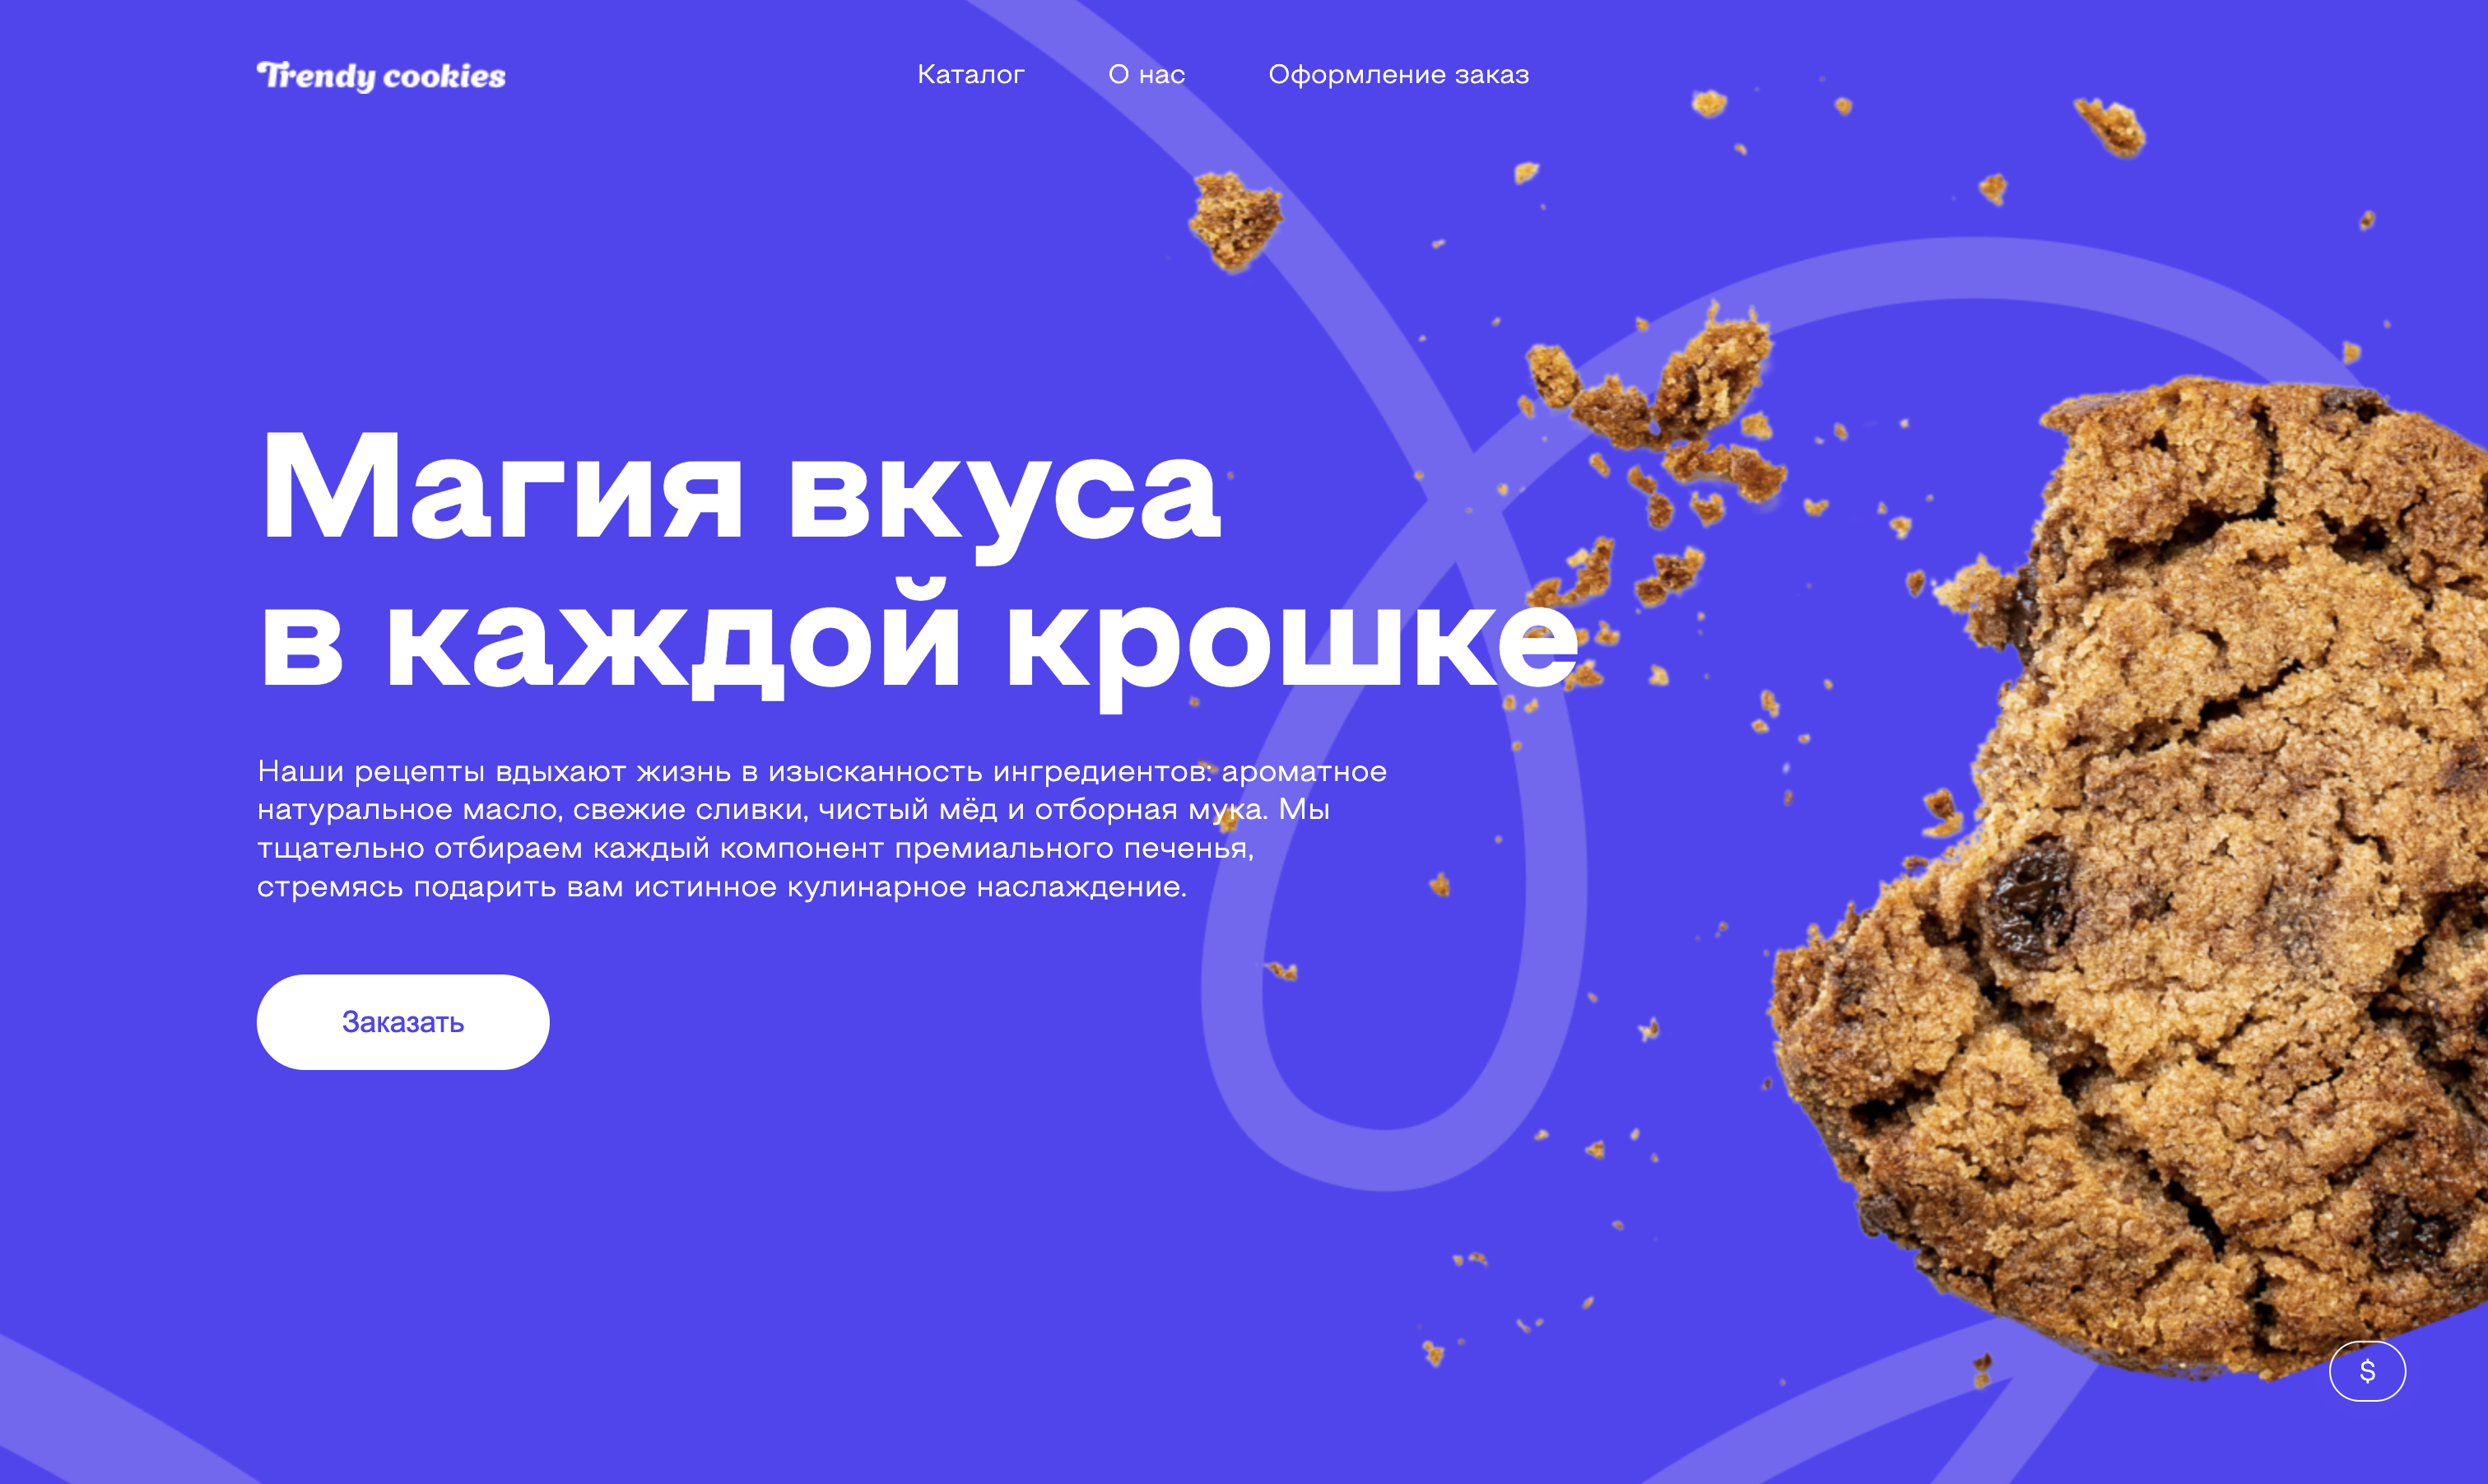 Trendy cookies
Каталог
О нас
Оформление заказ
Магия вкуса
в каждой крошке
Наши рецепты вдыхают жизнь в изысканность ингредиентов: ароматное
натуральное масло, свежие сливки, чистый мёд и отборная мука. Мы
тщательно отбираем каждый компонент премиального печенья,
стремясь подарить вам истинное кулинарное наслаждение.
Заказать
$